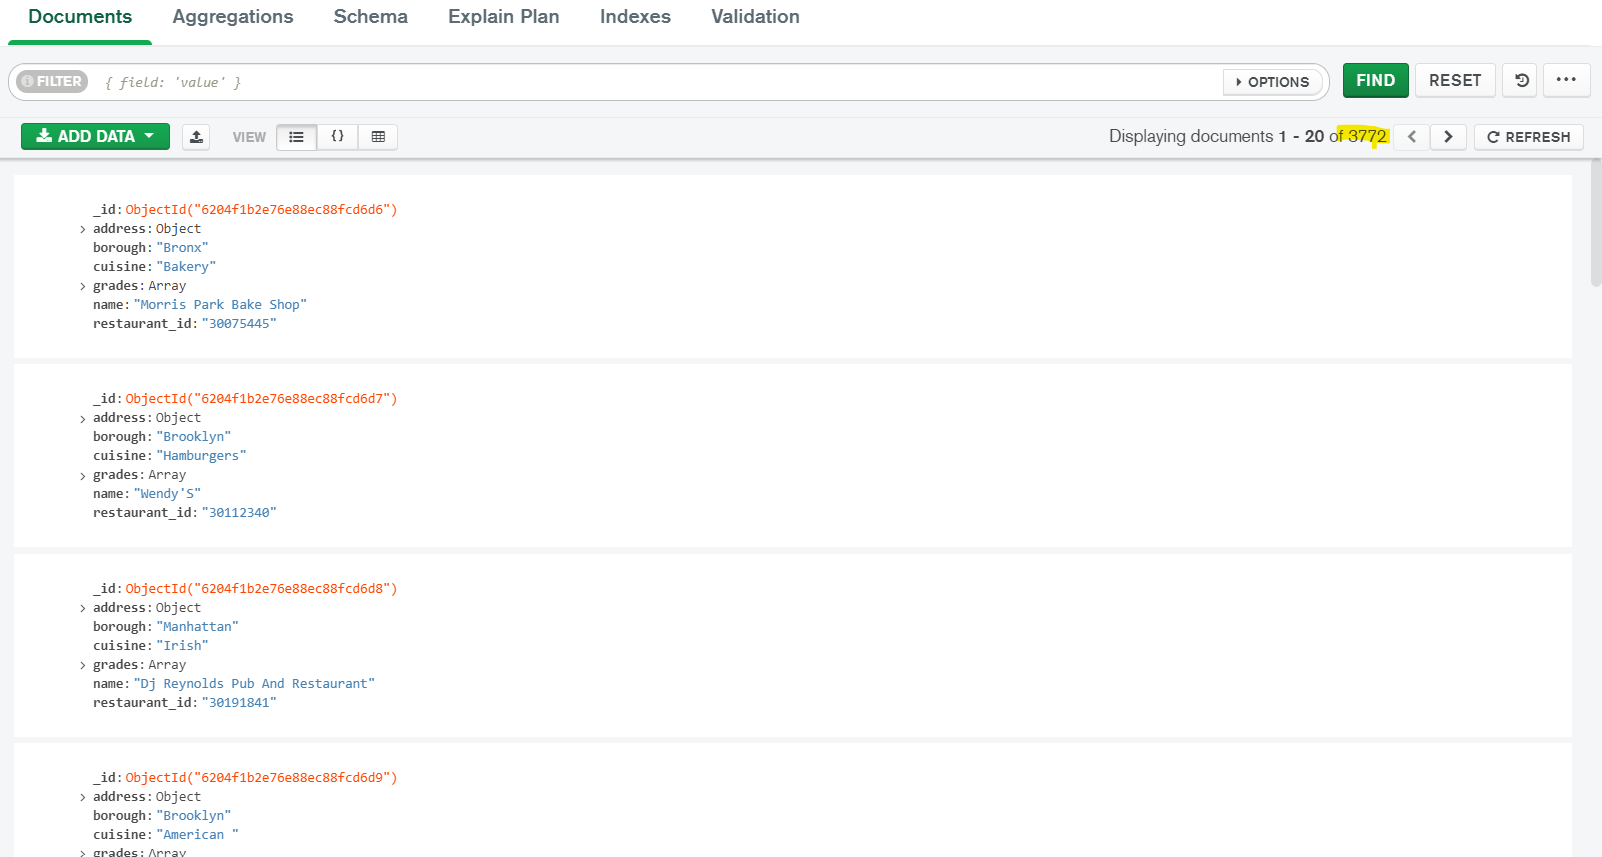 Documents Aggregations Schema Explain Plan Indexes Validation
FILTER { field: 'value' } OPTIONS FIND RESET ...
ADD DATA VIEW {} Displaying documents 1 - 20 of 3772 < > REFRESH
_id: ObjectId("6204f1b2e76e88ec88fcd6d6")
> address: Object
borough: "Bronx"
cuisine: "Bakery"
> grades: Array
name: "Morris Park Bake Shop"
restaurant_id: "30075445"
_id: ObjectId("6204f1b2e76e88ec88fcd6d7")
> address: Object
borough: "Brooklyn"
cuisine: "Hamburgers"
> grades: Array
name: "Wendy'S"
restaurant_id: "30112340"
_id: ObjectId("6204f1b2e76e88ec88fcd6d8")
> address: Object
borough: "Manhattan"
cuisine: "Irish"
> grades: Array
name: "Dj Reynolds Pub And Restaurant"
restaurant_id: "30191841"
_id: ObjectId("6204f1b2e76e88ec88fcd6d9")
> address: Object
borough: "Brooklyn"
cuisine: "American "
> grades: Array